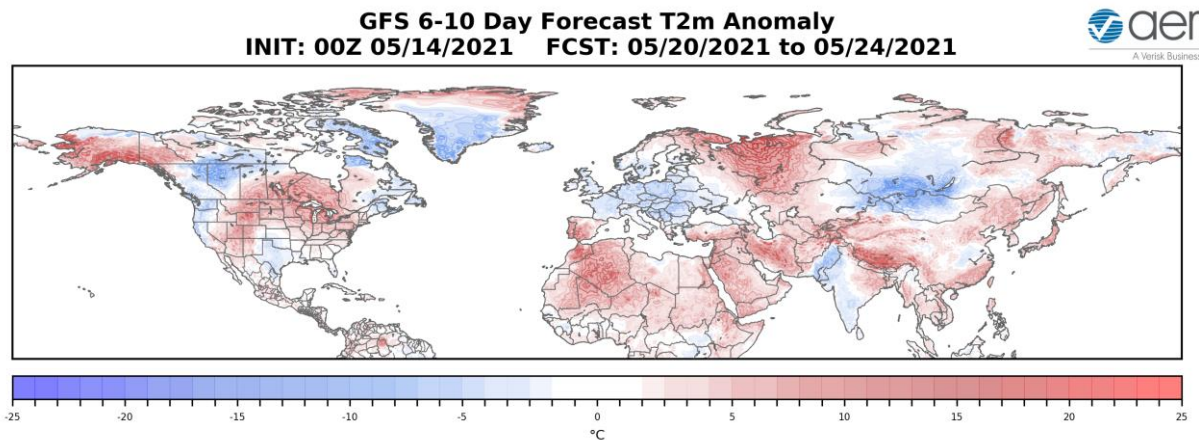 GFS 6-10 Day Forecast T2m Anomaly
INIT: 00Z 05/14/2021 FCST: 05/20/2021 to 05/24/2021
aer
A Verisk Business
-25 -20 -15 -10 -5 0 5 10 15 20 25
°C